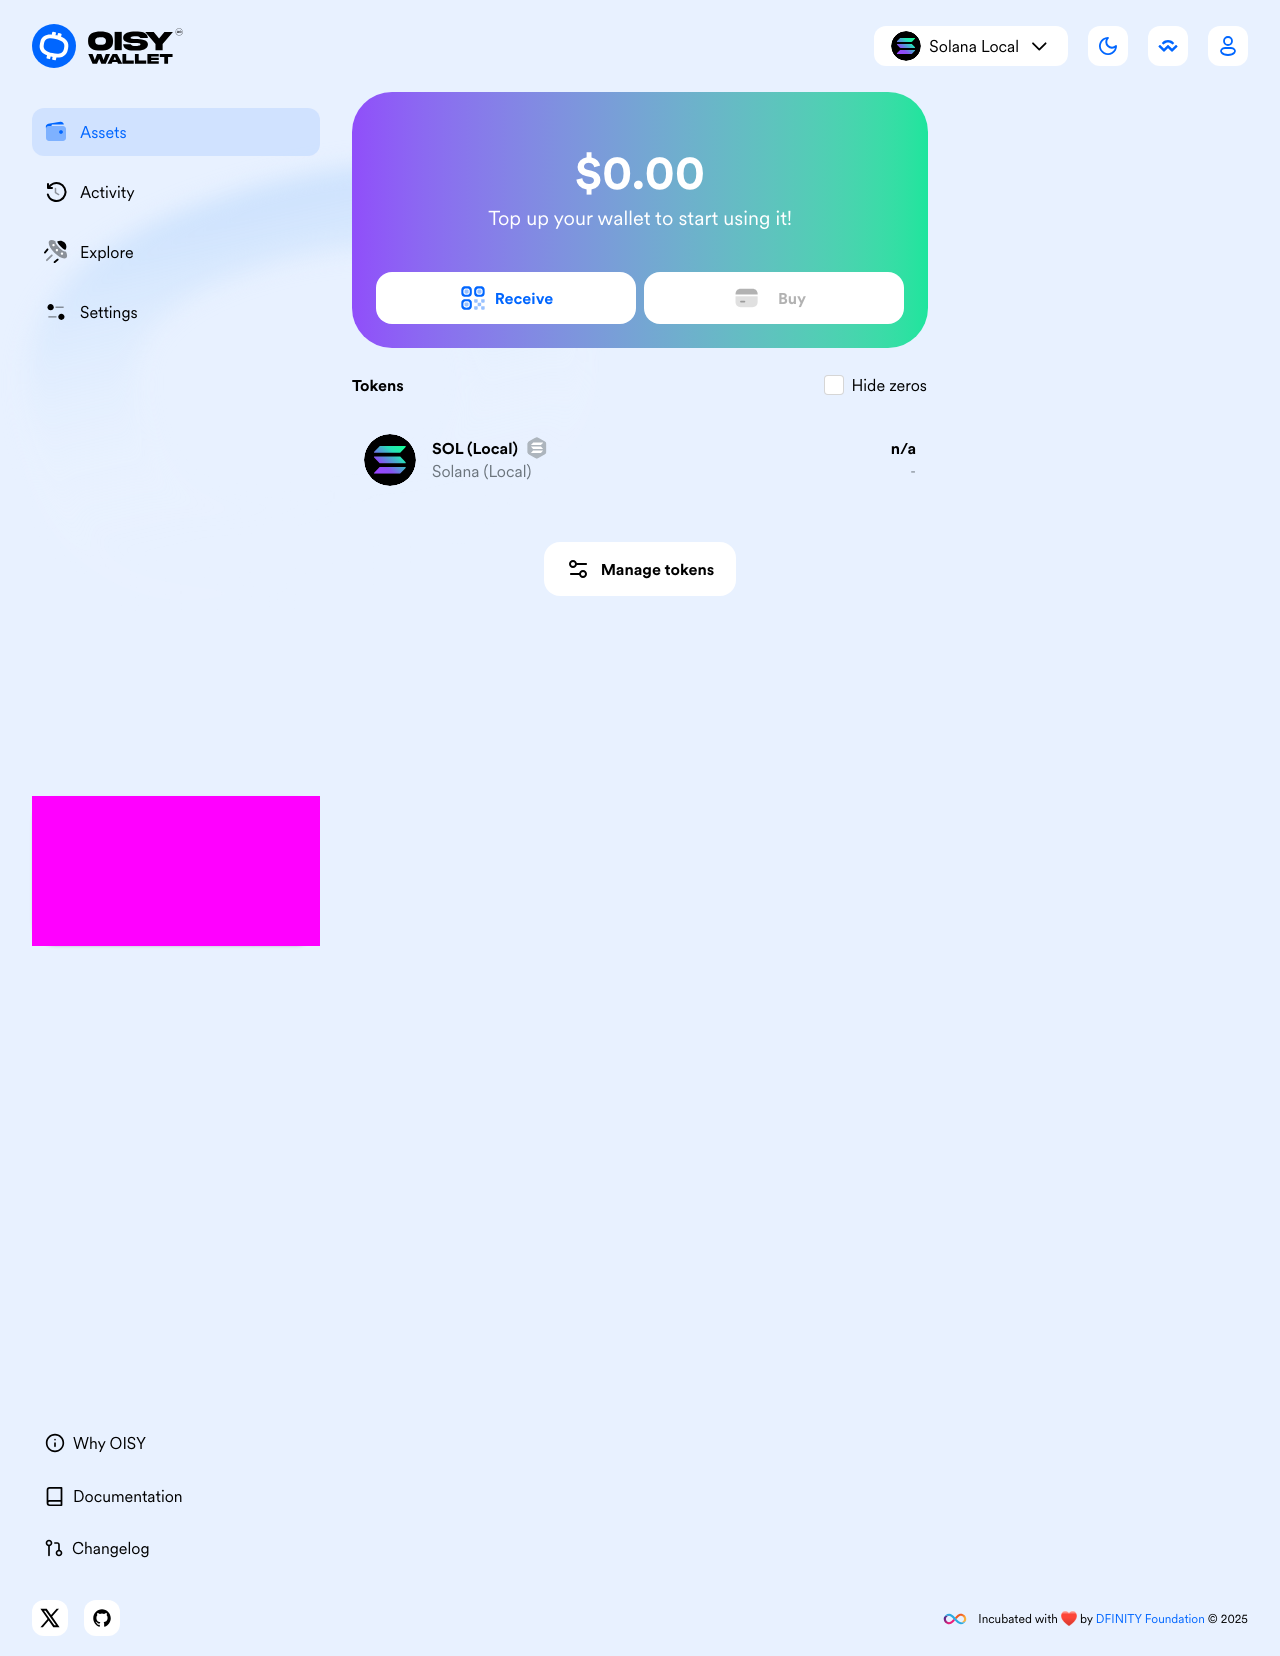 OISY
WALLET
Solana Local
Assets
Activity
Explore
Settings
$0.00
Top up your wallet to start using it!
Receive
Buy
Tokens
Hide zeros
SOL (Local)
n/a
Solana (Local)
-
Manage tokens
Why OISY
Documentation
Changelog
Incubated with ❤️ by DFINITY Foundation © 2025